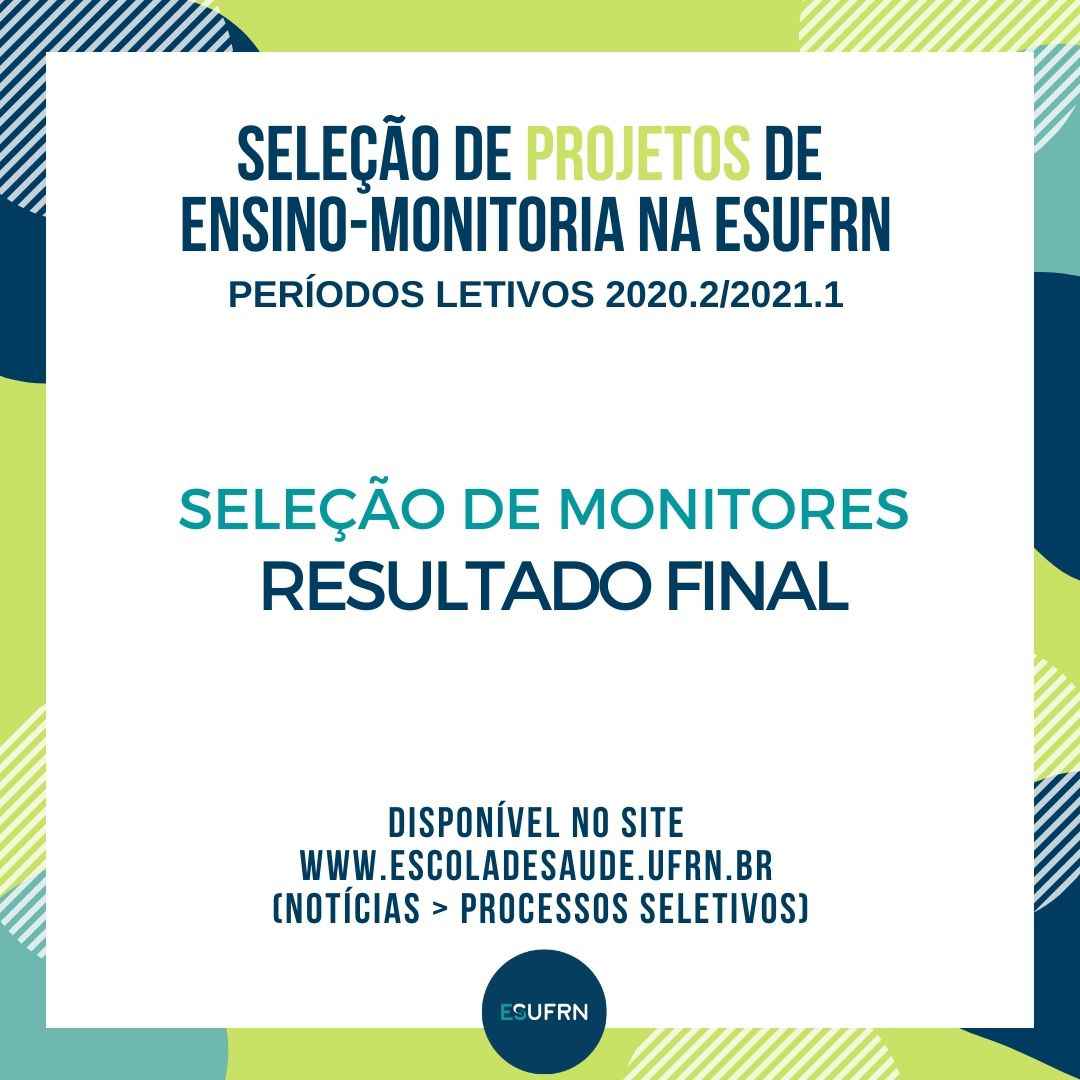 SELEÇÃO DE PROJETOS DE
ENSINO-MONITORIA NA ESUFRN
PERÍODOS LETIVOS 2020.2/2021.1
SELEÇÃO DE MONITORES
RESULTADO FINAL
DISPONÍVEL NO SITE
WWW.ESCOLADESAUDE.UFRN.BR
(NOTÍCIAS > PROCESSOS SELETIVOS)
ESUFRN